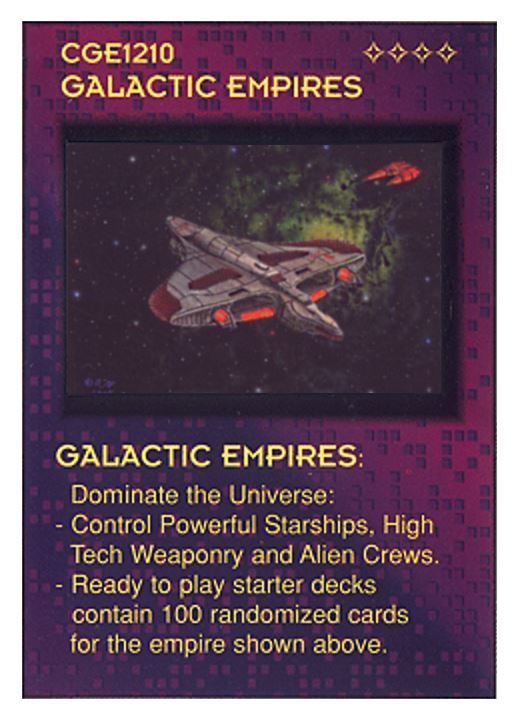 CGE1210 ✧✧✧✧
GALACTIC EMPIRES
GALACTIC EMPIRES:
Dominate the Universe:
- Control Powerful Starships, High
Tech Weaponry and Alien Crews.
- Ready to play starter decks
contain 100 randomized cards
for the empire shown above.